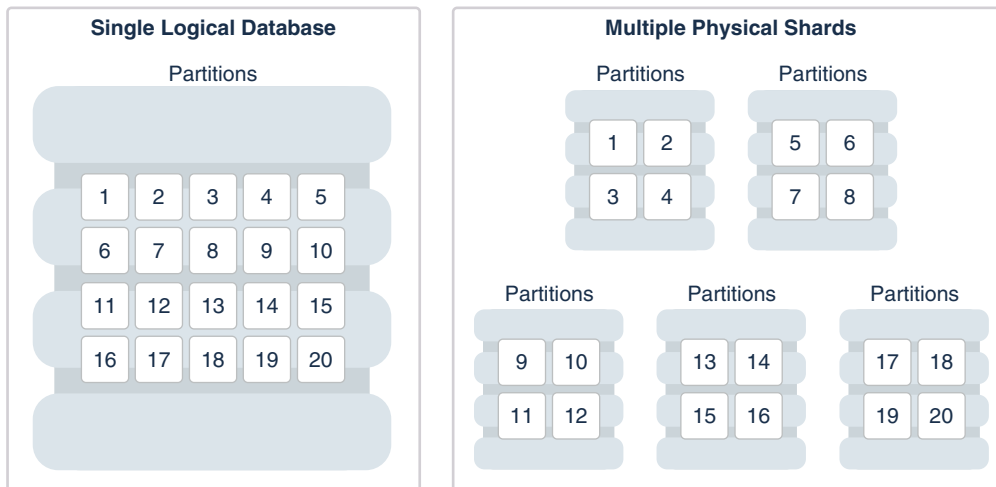 Single Logical Database
Partitions
1 2 3 4 5
6 7 8 9 10
11 12 13 14 15
16 17 18 19 20
Multiple Physical Shards
Partitions
1 2
3 4
Partitions
5 6
7 8
Partitions
9 10
11 12
Partitions
13 14
15 16
Partitions
17 18
19 20